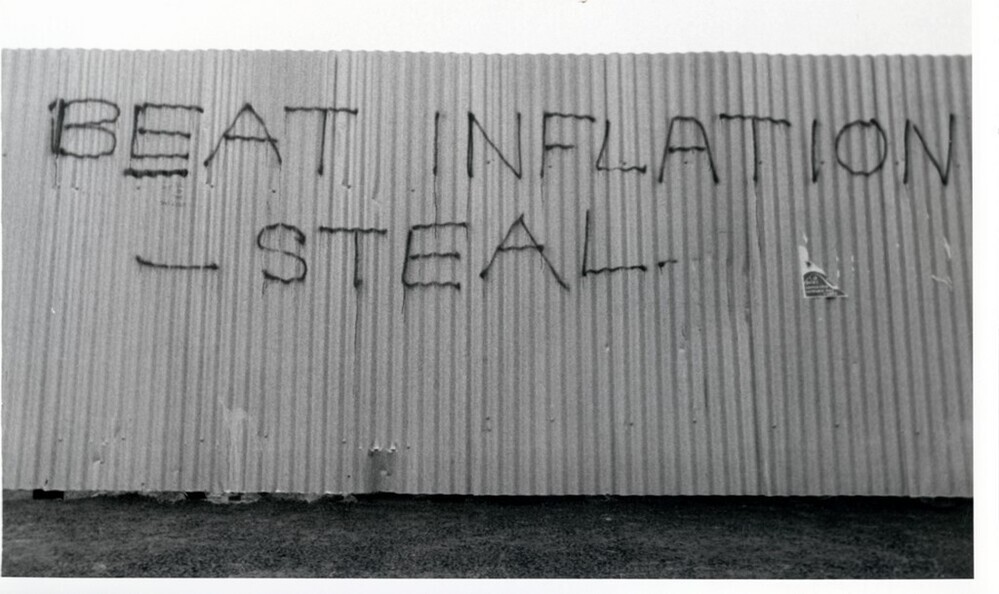 BEAT INFLATION
— STEAL.